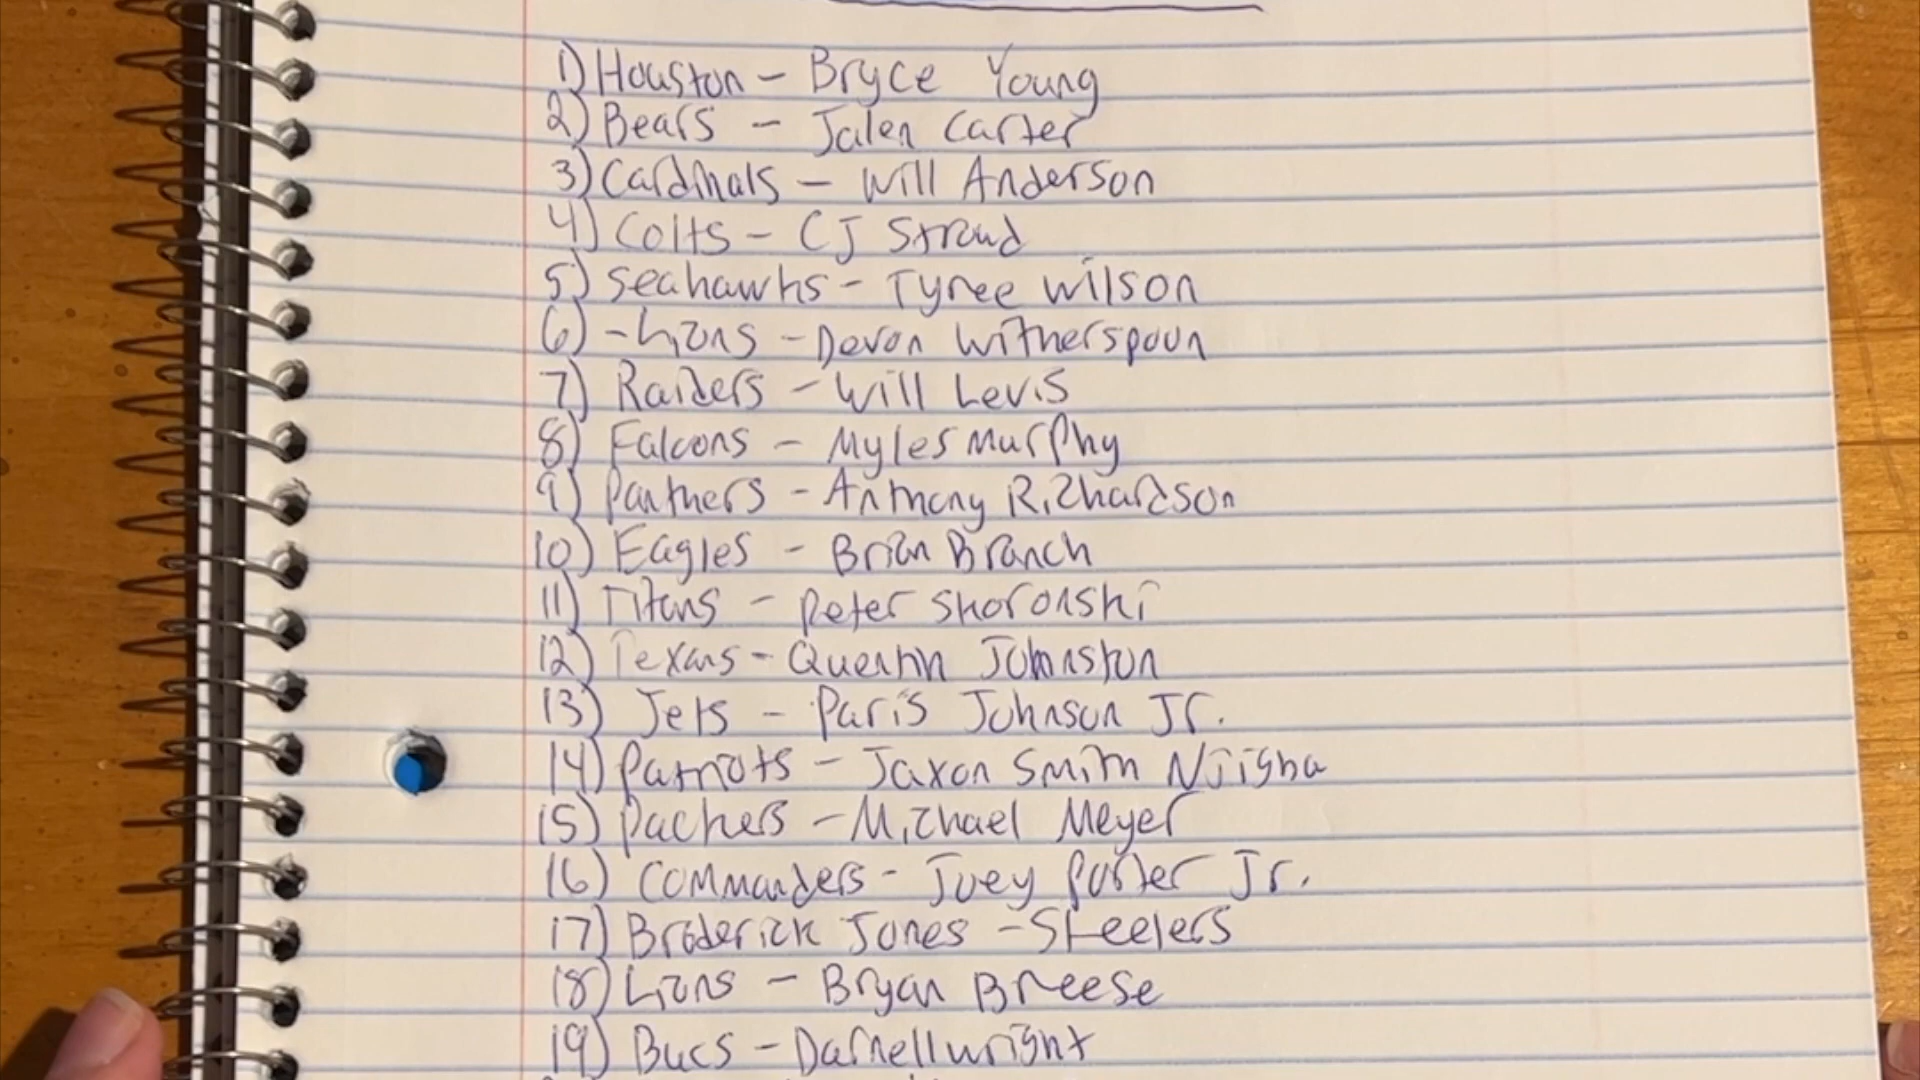 1) Houston - Bryce Young
2) Bears - Jalen Carter
3) Cardinals - Will Anderson
4) Colts - CJ Stroud
5) Seahawks - Tyree Wilson
6) - Lions - Devon Witherspoon
7) Raiders - Will Levis
8) Falcons - Myles Murphy
9) Panthers - Anthony Richardson
10) Eagles - Brian Branch
11) Titans - Peter Skoronski
12) Texans - Quentin Johnston
13) Jets - Paris Johnson Jr.
14) Patriots - Jaxon Smith Njigba
15) Packers - Michael Meyer
16) Commanders - Joey Porter Jr.
17) Broderick Jones - Steelers
18) Lions - Bryan Breese
19) Bucs - Darnell wright